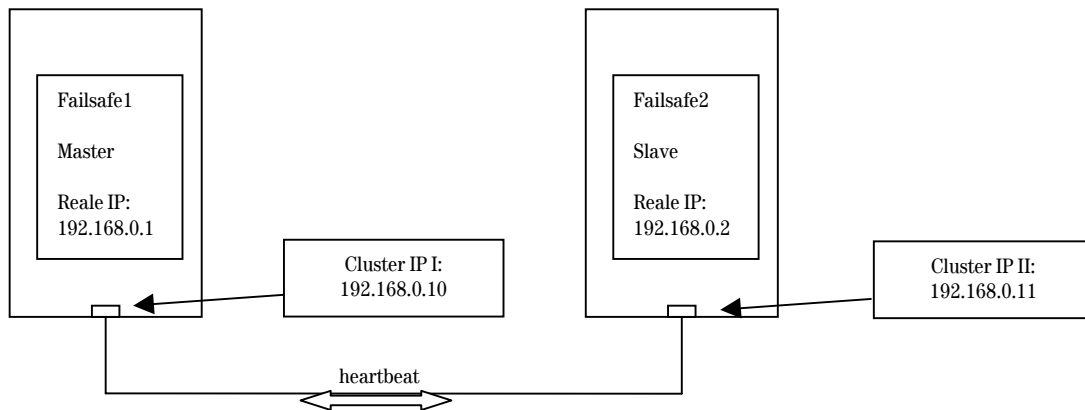 Failsafe1
Master
Reale IP:
192.168.0.1
Failsafe2
Slave
Reale IP:
192.168.0.2
Cluster IP I:
192.168.0.10
Cluster IP II:
192.168.0.11
heartbeat